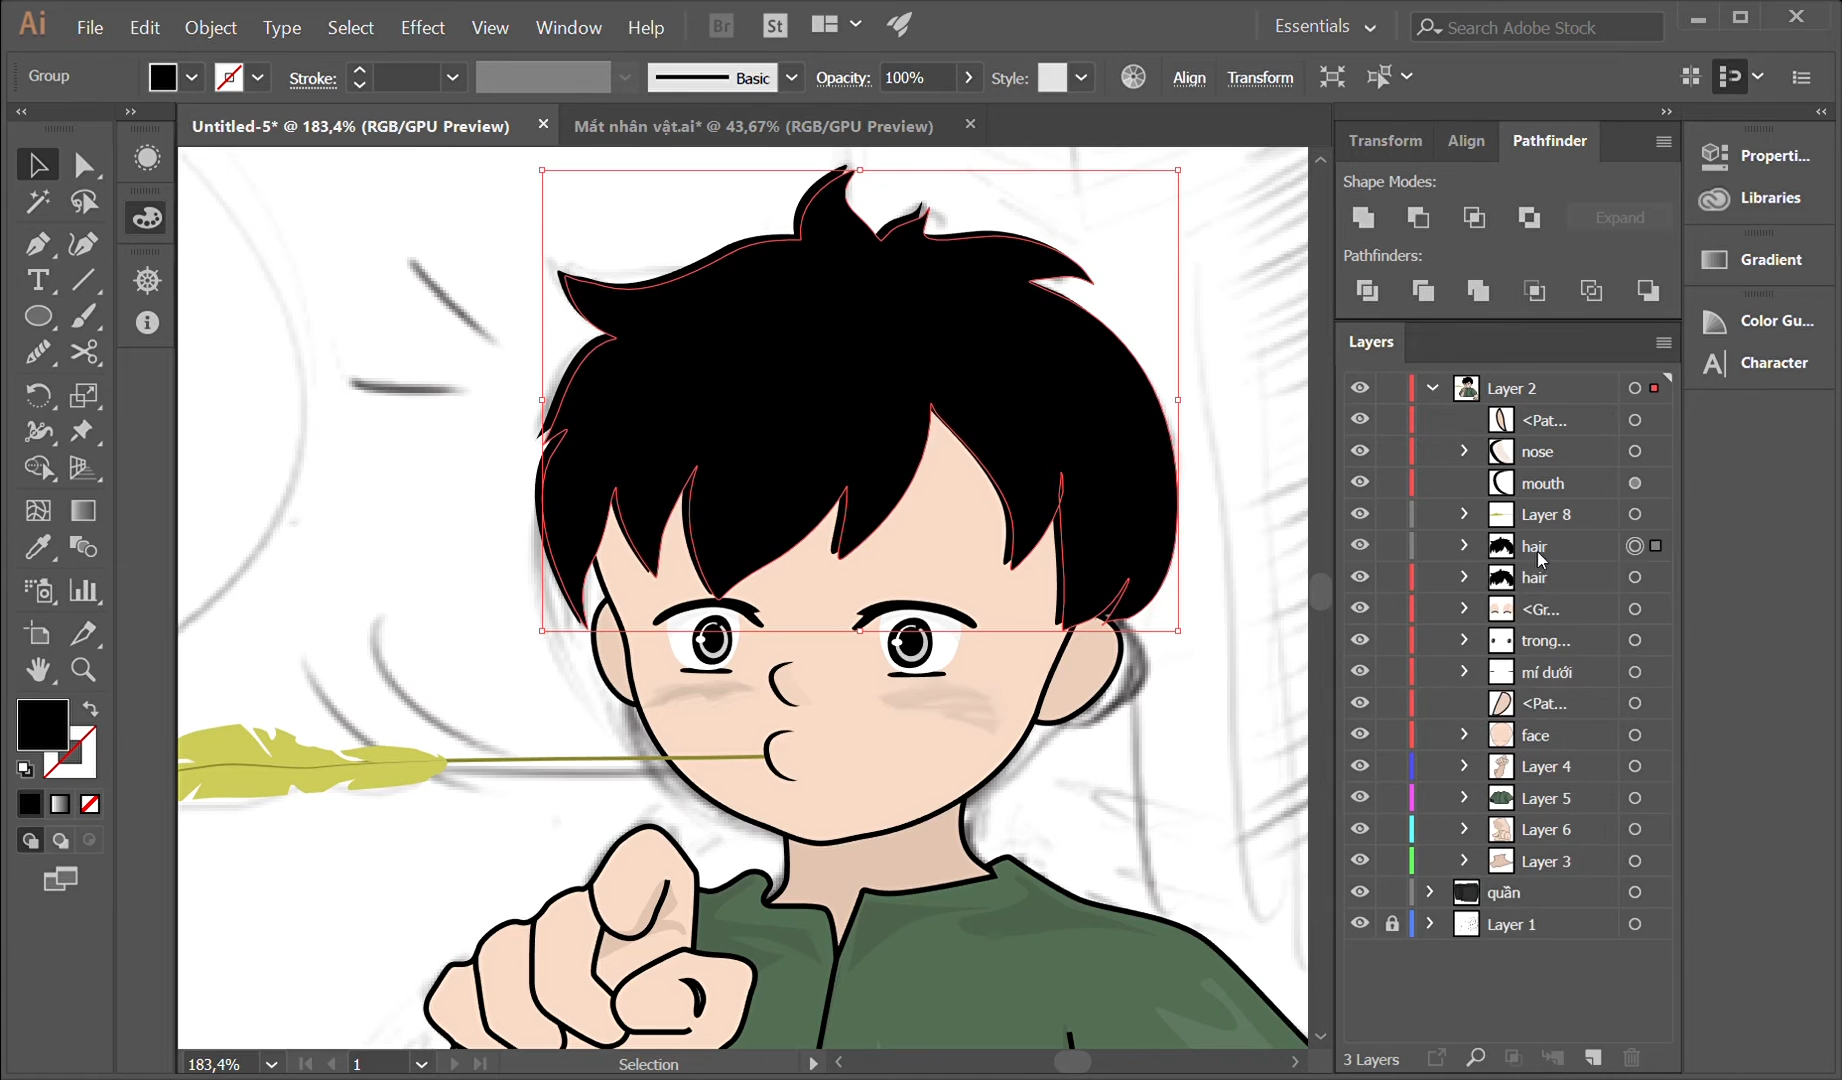 Ai File Edit Object Type Select Effect View Window Help Br St Essentials Search Adobe Stock
Group Stroke: Basic Opacity: 100% Style: Align Transform
Untitled-5* @ 183,4% (RGB/GPU Preview) Mắt nhân vật.ai* @ 43,67% (RGB/GPU Preview)
Transform Align Pathfinder
Shape Modes:
Expand
Pathfinders:
Properti...
Libraries
Gradient
Color Gu...
Character
Layers
Layer 2
<Pat...
nose
mouth
Layer 8
hair
hair
<Gr...
trong...
mí dưới
<Pat...
face
Layer 4
Layer 5
Layer 6
Layer 3
quần
Layer 1
3 Layers
183,4% 1 Selection